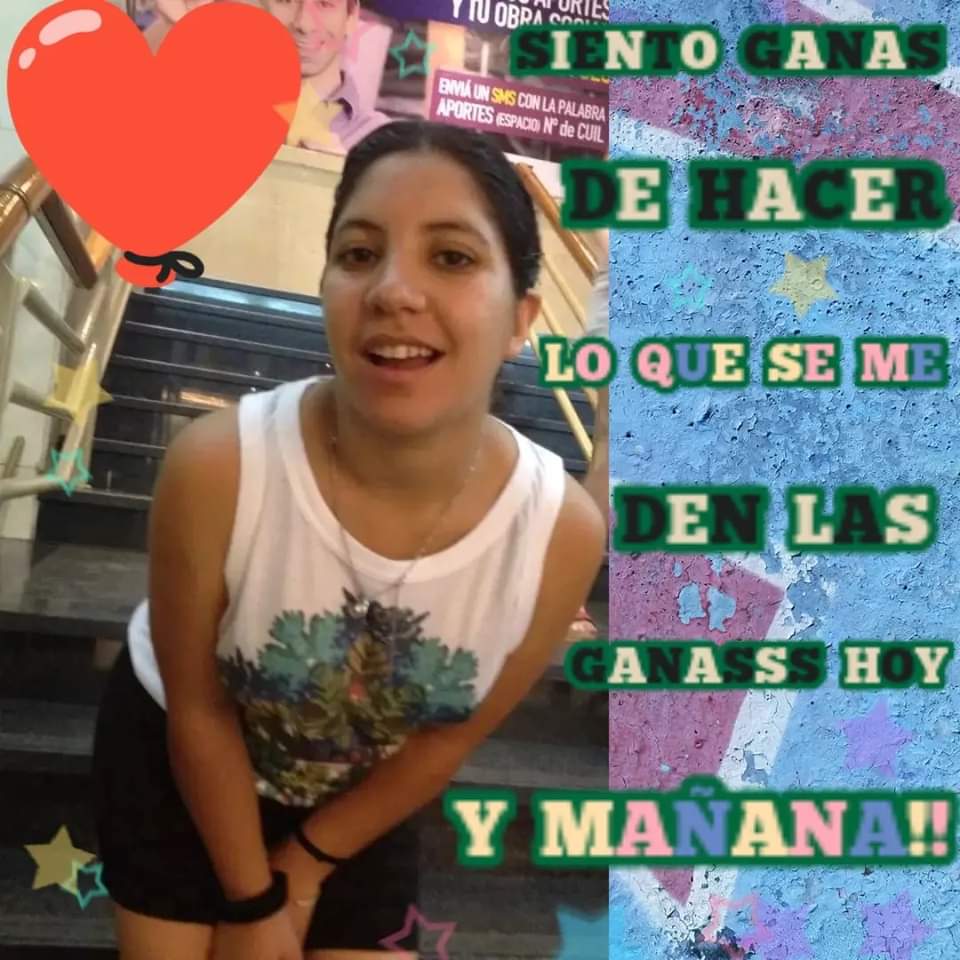 Y TU OBRA
ENVIÁ UN SMS CON LA PALABRA
APORTES (ESPACIO) Nº de CUIL
SIENTO GANAS
DE HACER
LO QUE SE ME
DEN LAS
GANASSS HOY
Y MAÑANA!!